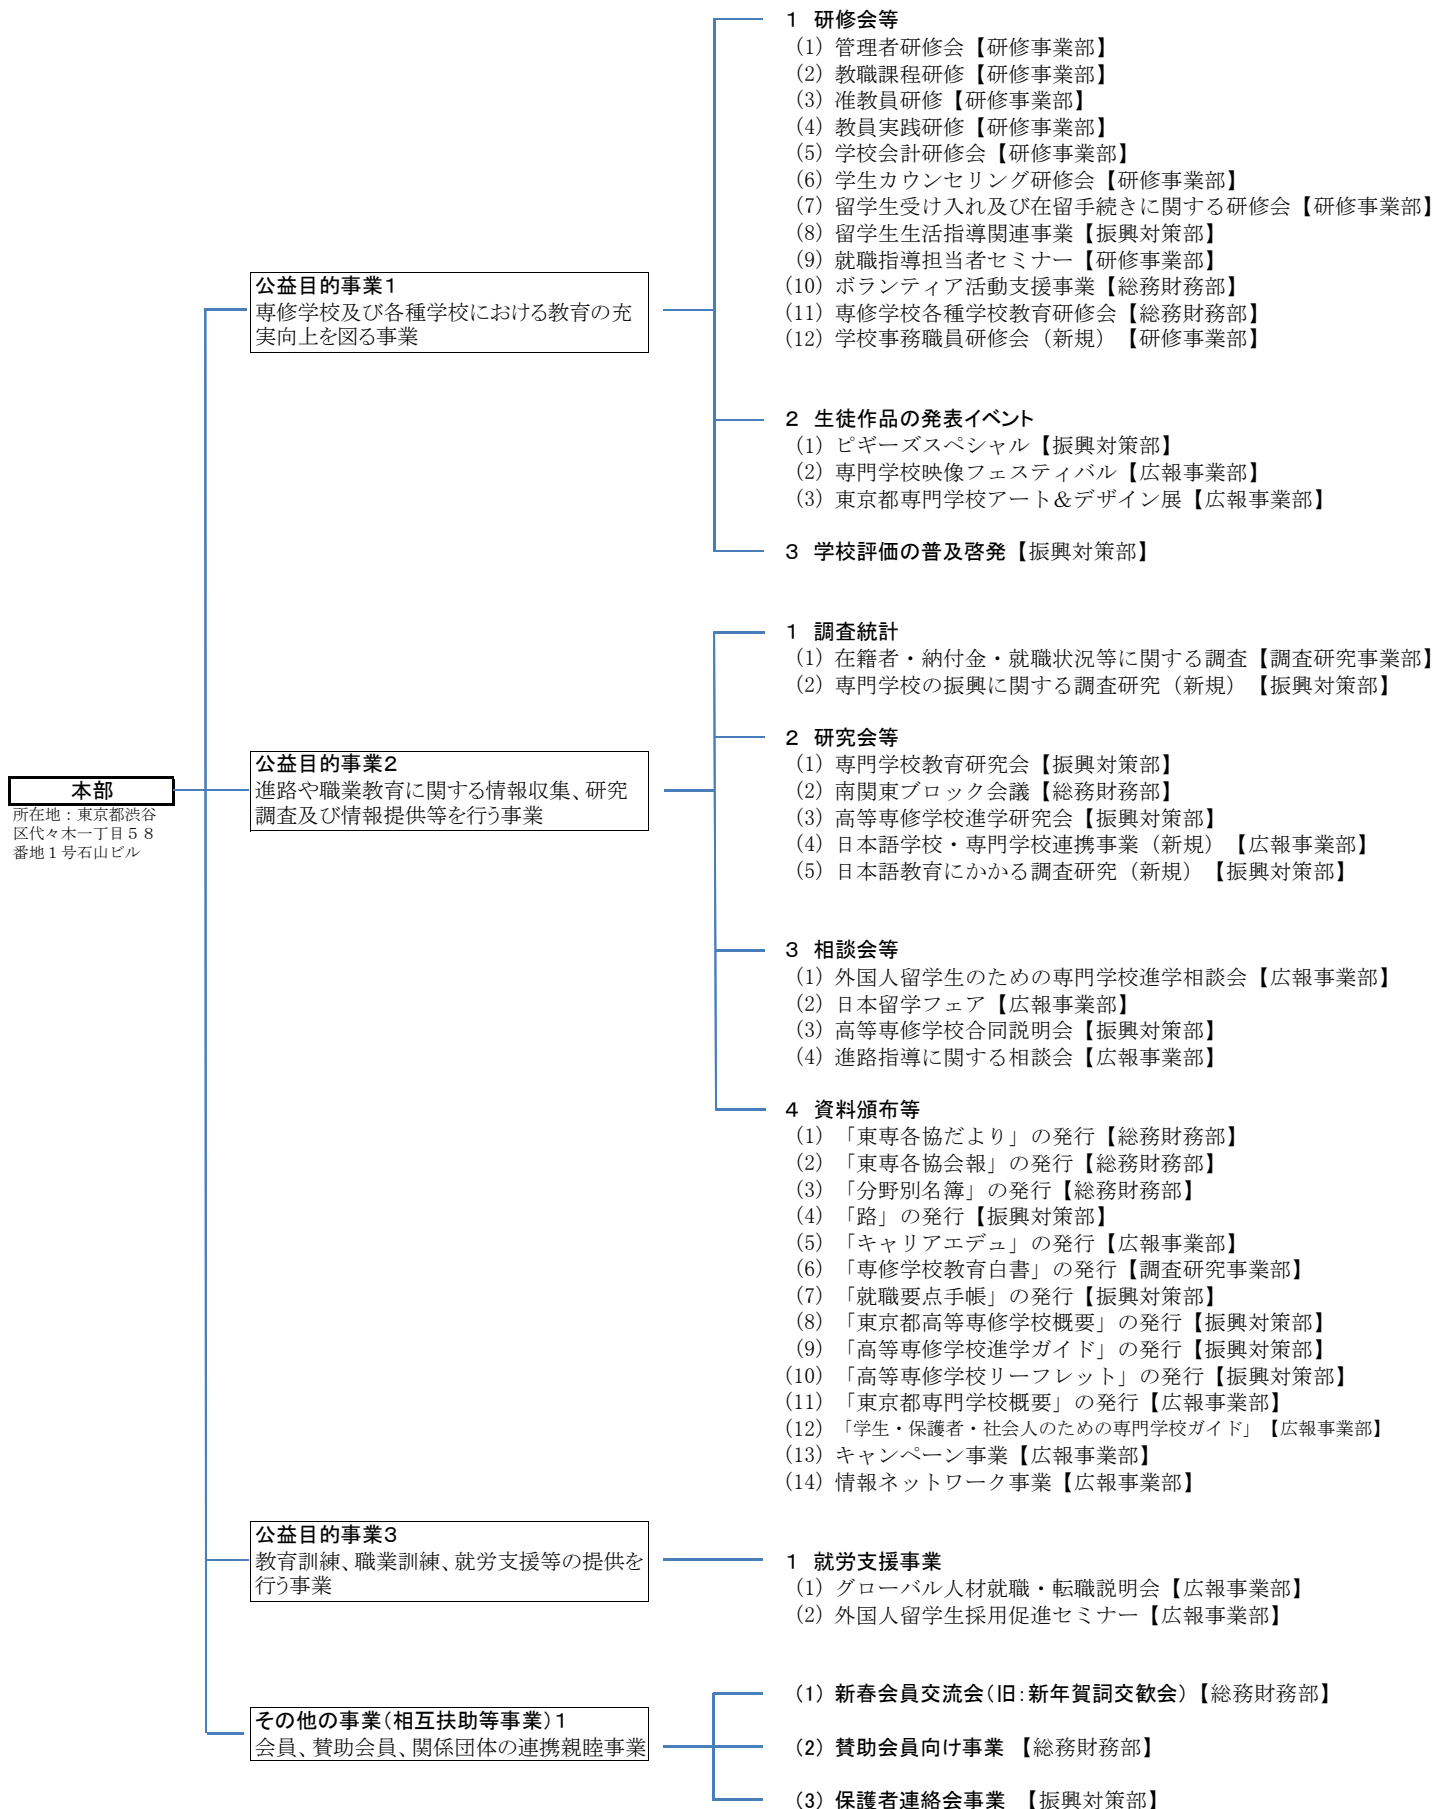 本部
所在地：東京都渋谷
区代々木一丁目５８
番地１号石山ビル
公益目的事業1
専修学校及び各種学校における教育の充
実向上を図る事業
1 研修会等
(1) 管理者研修会【研修事業部】
(2) 教職課程研修【研修事業部】
(3) 准教員研修【研修事業部】
(4) 教員実践研修【研修事業部】
(5) 学校会計研修会【研修事業部】
(6) 学生カウンセリング研修会【研修事業部】
(7) 留学生受け入れ及び在留手続きに関する研修会【研修事業部】
(8) 留学生生活指導関連事業【振興対策部】
(9) 就職指導担当者セミナー【研修事業部】
(10) ボランティア活動支援事業【総務財務部】
(11) 専修学校各種学校教育研修会【総務財務部】
(12) 学校事務職員研修会（新規）【研修事業部】
2 生徒作品の発表イベント
(1) ピギーズスペシャル【振興対策部】
(2) 専門学校映像フェスティバル【広報事業部】
(3) 東京都専門学校アート＆デザイン展【広報事業部】
3 学校評価の普及啓発【振興対策部】
公益目的事業2
進路や職業教育に関する情報収集、研究
調査及び情報提供等を行う事業
1 調査統計
(1) 在籍者・納付金・就職状況等に関する調査【調査研究事業部】
(2) 専門学校の振興に関する調査研究（新規）【振興対策部】
2 研究会等
(1) 専門学校教育研究会【振興対策部】
(2) 南関東ブロック会議【総務財務部】
(3) 高等専修学校進学研究会【振興対策部】
(4) 日本語学校・専門学校連携事業（新規）【広報事業部】
(5) 日本語教育にかかる調査研究（新規）【振興対策部】
3 相談会等
(1) 外国人留学生のための専門学校進学相談会【広報事業部】
(2) 日本留学フェア【広報事業部】
(3) 高等専修学校合同説明会【振興対策部】
(4) 進路指導に関する相談会【広報事業部】
4 資料頒布等
(1) 「東専各協だより」の発行【総務財務部】
(2) 「東専各協会報」の発行【総務財務部】
(3) 「分野別名簿」の発行【総務財務部】
(4) 「路」の発行【振興対策部】
(5) 「キャリアエデュ」の発行【広報事業部】
(6) 「専修学校教育白書」の発行【調査研究事業部】
(7) 「就職要点手帳」の発行【振興対策部】
(8) 「東京都高等専修学校概要」の発行【振興対策部】
(9) 「高等専修学校進学ガイド」の発行【振興対策部】
(10) 「高等専修学校リーフレット」の発行【振興対策部】
(11) 「東京都専門学校概要」の発行【広報事業部】
(12) 「学生・保護者・社会人のための専門学校ガイド」【広報事業部】
(13) キャンペーン事業【広報事業部】
(14) 情報ネットワーク事業【広報事業部】
公益目的事業3
教育訓練、職業訓練、就労支援等の提供を
行う事業
1 就労支援事業
(1) グローバル人材就職・転職説明会【広報事業部】
(2) 外国人留学生採用促進セミナー【広報事業部】
その他の事業（相互扶助等事業）1
会員、賛助会員、関係団体の連携親睦事業
(1) 新春会員交流会（旧：新年賀詞交歓会）【総務財務部】
(2) 賛助会員向け事業 【総務財務部】
(3) 保護者連絡会事業 【振興対策部】